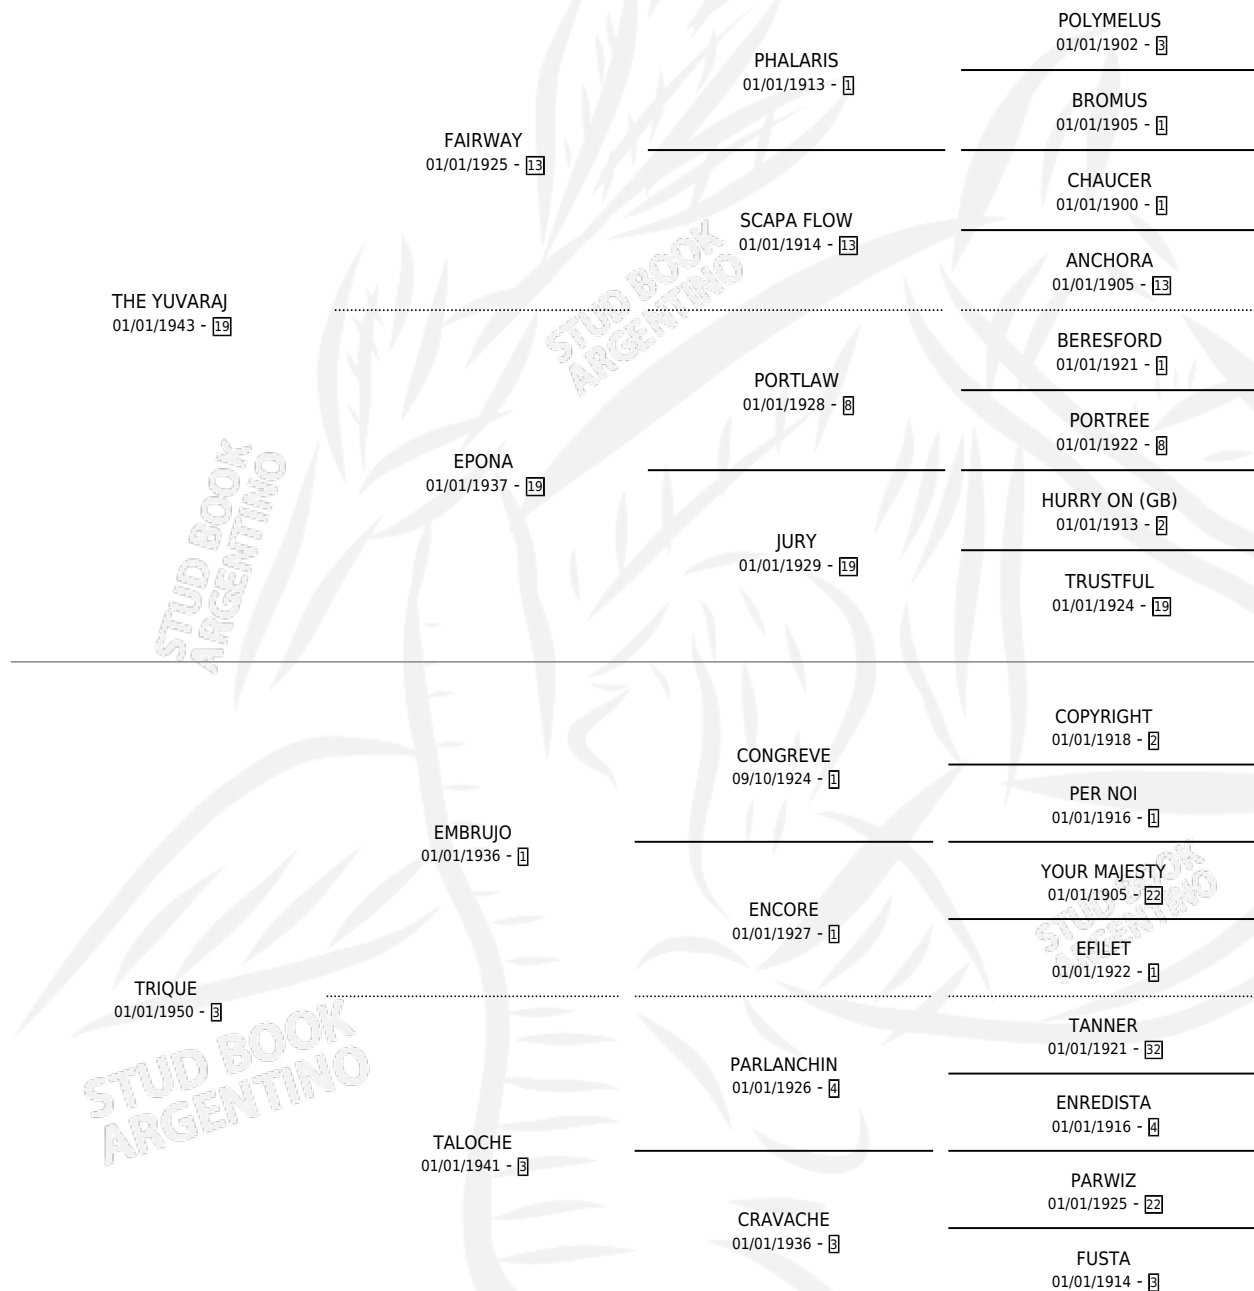 POLYMELUS
01/01/1902 - 3
PHALARIS
01/01/1913 - 1
BROMUS
01/01/1905 - 1
FAIRWAY
01/01/1925 - 13
CHAUCER
01/01/1900 - 1
SCAPA FLOW
01/01/1914 - 13
ANCHORA
01/01/1905 - 13
STUD BOOK
ARGENTINO
THE YUVARAJ
01/01/1943 - 19
BERESFORD
01/01/1921 - 1
PORTLAW
01/01/1928 - 8
PORTREE
01/01/1922 - 8
EPONA
01/01/1937 - 19
HURRY ON (GB)
01/01/1913 - 2
JURY
01/01/1929 - 19
TRUSTFUL
01/01/1924 - 19
STUD BOOK
ARGENTINO
COPYRIGHT
01/01/1918 - 2
CONGREVE
09/10/1924 - 1
PER NOI
01/01/1916 - 1
EMBRUJO
01/01/1936 - 1
YOUR MAJESTY
01/01/1905 - 22
ENCORE
01/01/1927 - 1
EFILET
01/01/1922 - 1
STUD BOOK
ARGENTINO
TRIQUE
01/01/1950 - 3
TANNER
01/01/1921 - 32
PARLANCHIN
01/01/1926 - 4
ENREDISTA
01/01/1916 - 4
STUD BOOK
ARGENTINO
TALOCHE
01/01/1941 - 3
PARWIZ
01/01/1925 - 22
CRAVACHE
01/01/1936 - 3
FUSTA
01/01/1914 - 3